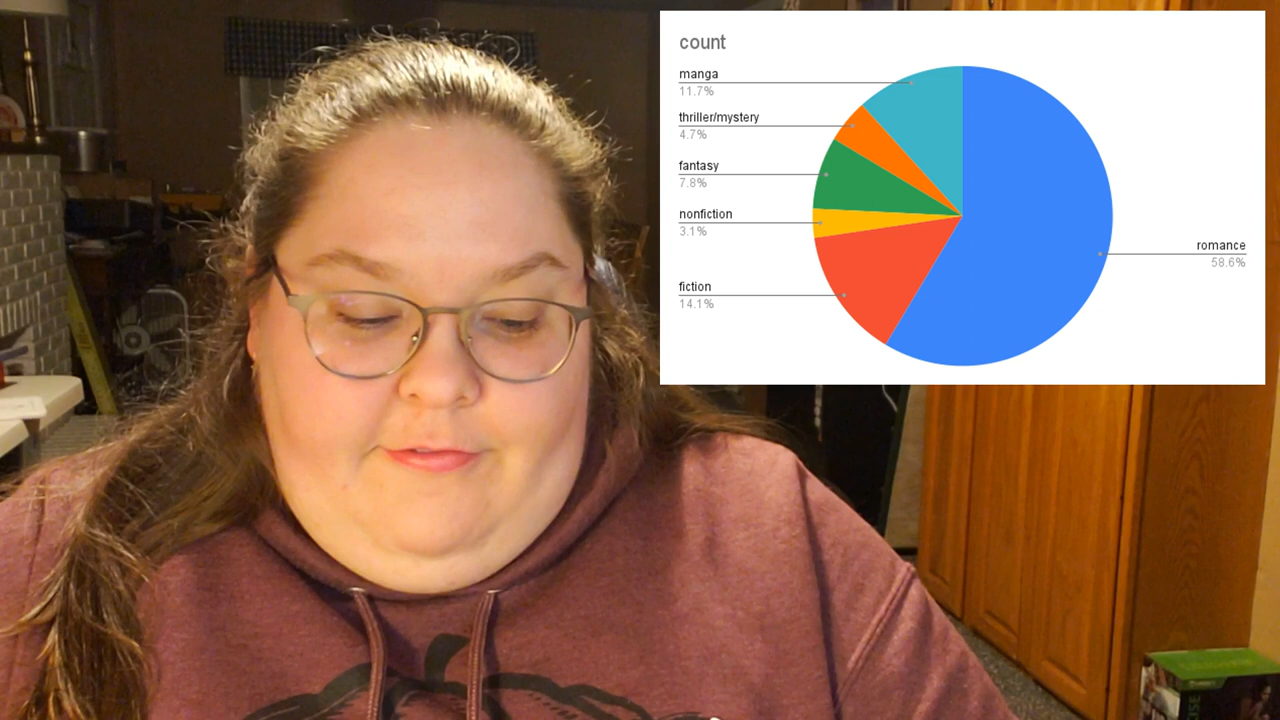 count
manga
11.7%
thriller/mystery
4.7%
fantasy
7.8%
nonfiction
3.1%
fiction
14.1%
romance
58.6%